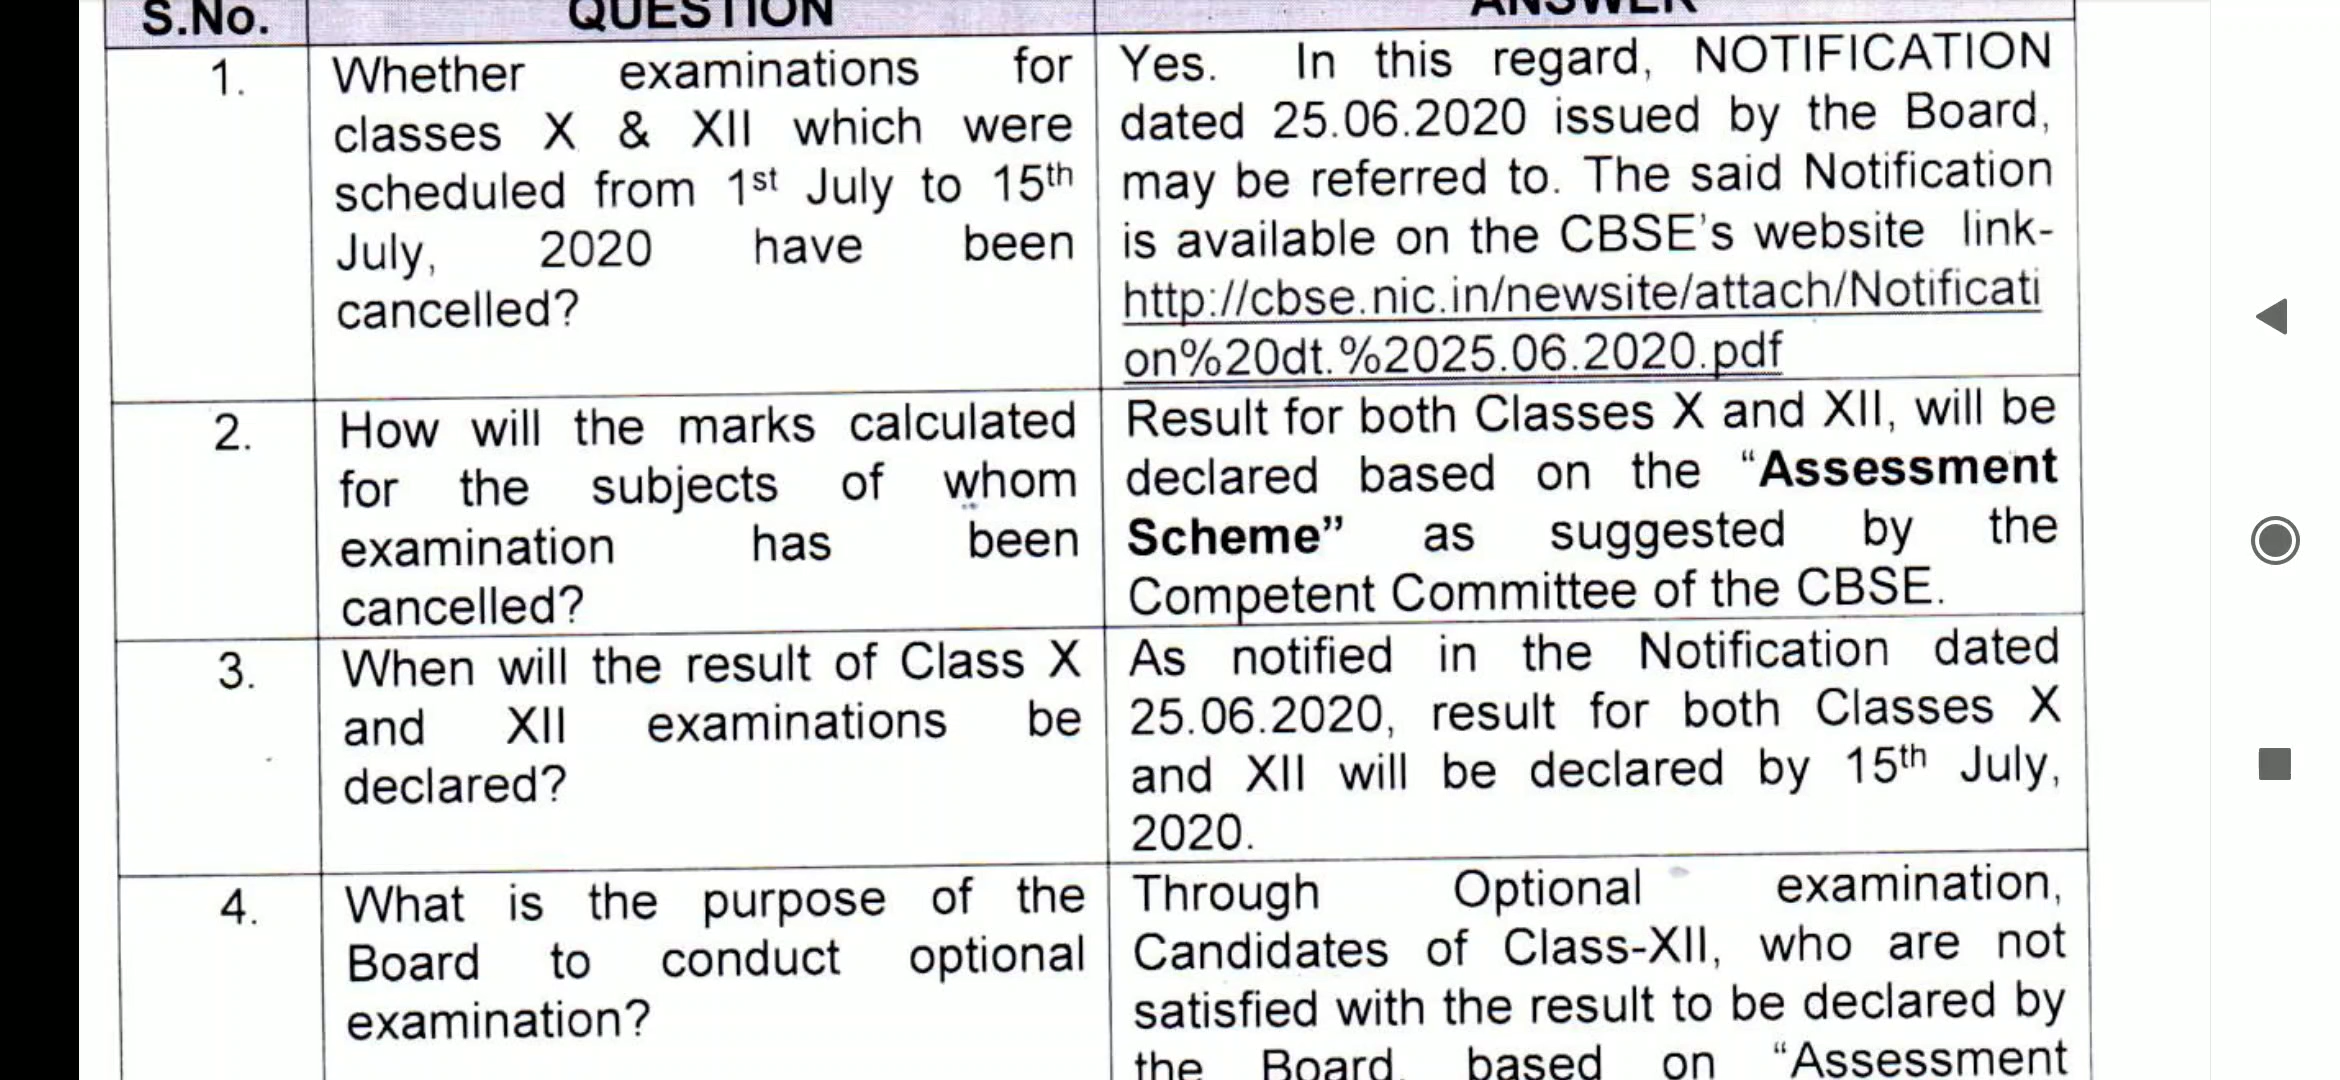 S.No. QUESTION ANSWER
1. Whether examinations for
classes X & XII which were
scheduled from 1st July to 15th
July, 2020 have been
cancelled?
Yes. In this regard, NOTIFICATION
dated 25.06.2020 issued by the Board,
may be referred to. The said Notification
is available on the CBSE's website link-
http://cbse.nic.in/newsite/attach/Notificati
on%20dt.%2025.06.2020.pdf
2. How will the marks calculated
for the subjects of whom
examination has been
cancelled?
Result for both Classes X and XII, will be
declared based on the “Assessment
Scheme” as suggested by the
Competent Committee of the CBSE.
3. When will the result of Class X
and XII examinations be
declared?
As notified in the Notification dated
25.06.2020, result for both Classes X
and XII will be declared by 15th July,
2020.
4. What is the purpose of the
Board to conduct optional
examination?
Through Optional examination,
Candidates of Class-XII, who are not
satisfied with the result to be declared by
the Board, based on “Assessment